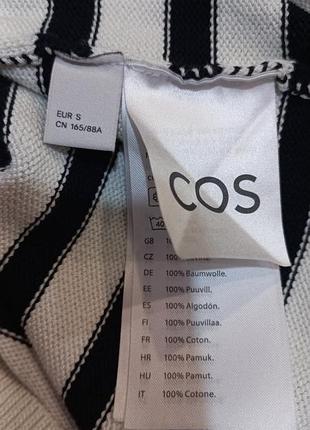 EUR S
CN 165/88A
COS
40
GB 100%
CZ 100%
DE 100% Baumwolle.
EE 100% Puuvill.
ES 100% Algodón.
FI 100% Puuvillaa.
FR 100% Coton.
HR 100% Pamuk.
HU 100% Pamut.
IT 100% Cotone.